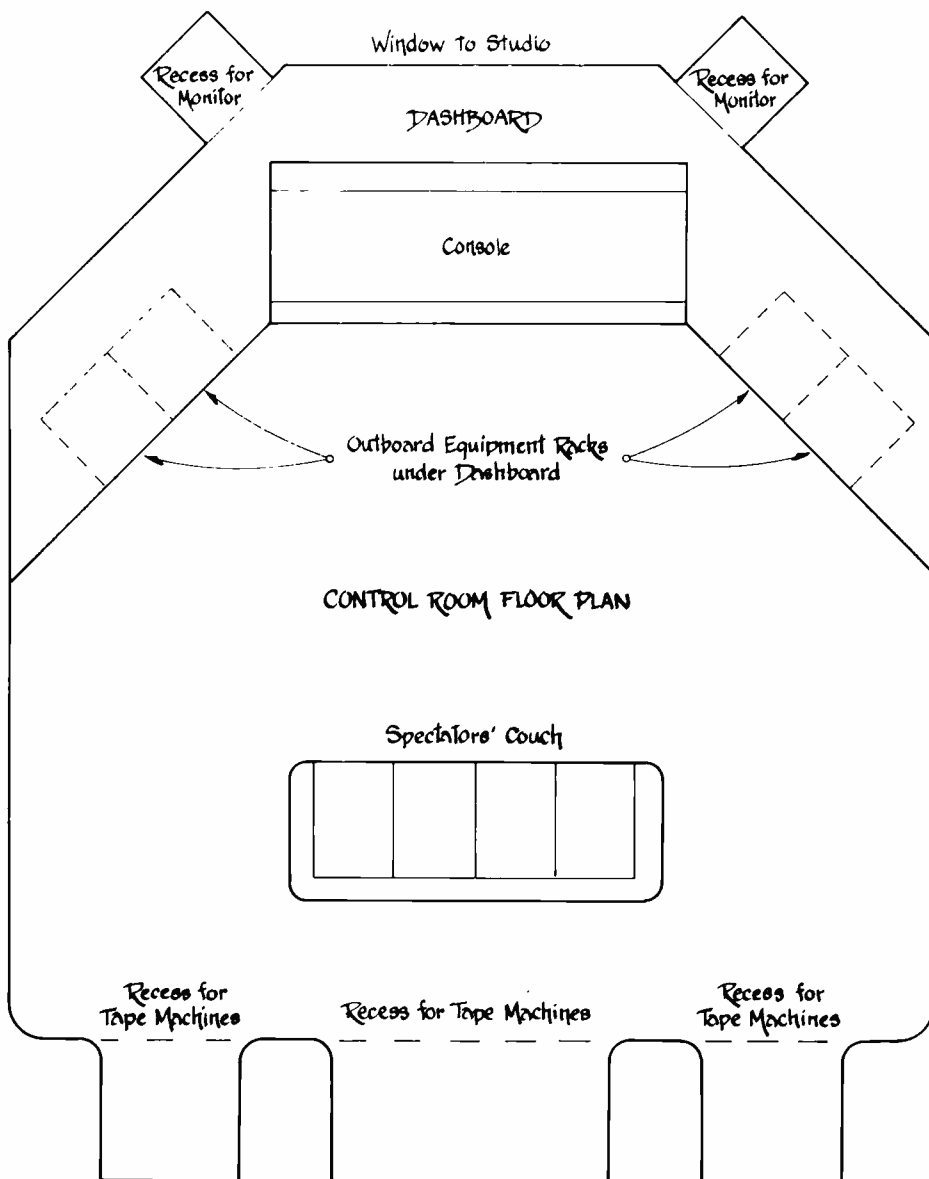 Window to Studio
Recess for
Monitor
Recess for
Monitor
DASHBOARD
Console
Outboard Equipment Racks
under Dashboard
CONTROL ROOM FLOOR PLAN
Spectators' Couch
Recess for
Tape Machines
Recess for Tape Machines
Recess for
Tape Machines